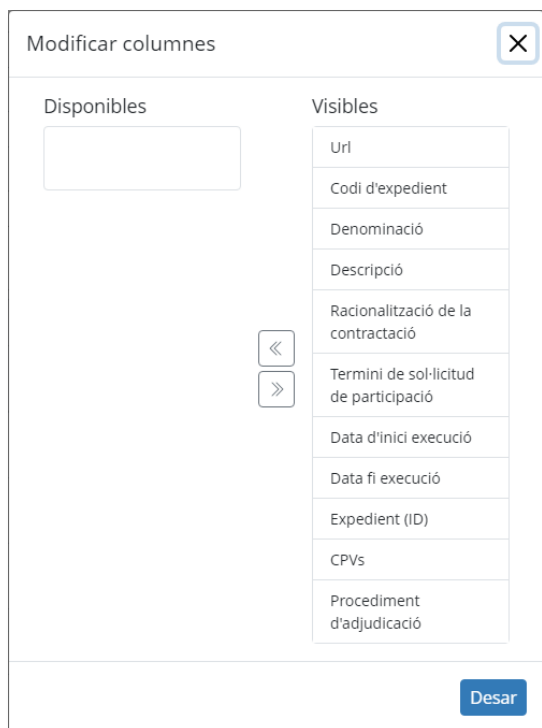 Modificar columnes
Disponibles
Visibles
Url
Codi d'expedient
Denominació
Descripció
Racionalització de la
contractació
Termini de sol·licitud
de participació
Data d'inici execució
Data fi execució
Expedient (ID)
CPVs
Procediment
d'adjudicació
Desar